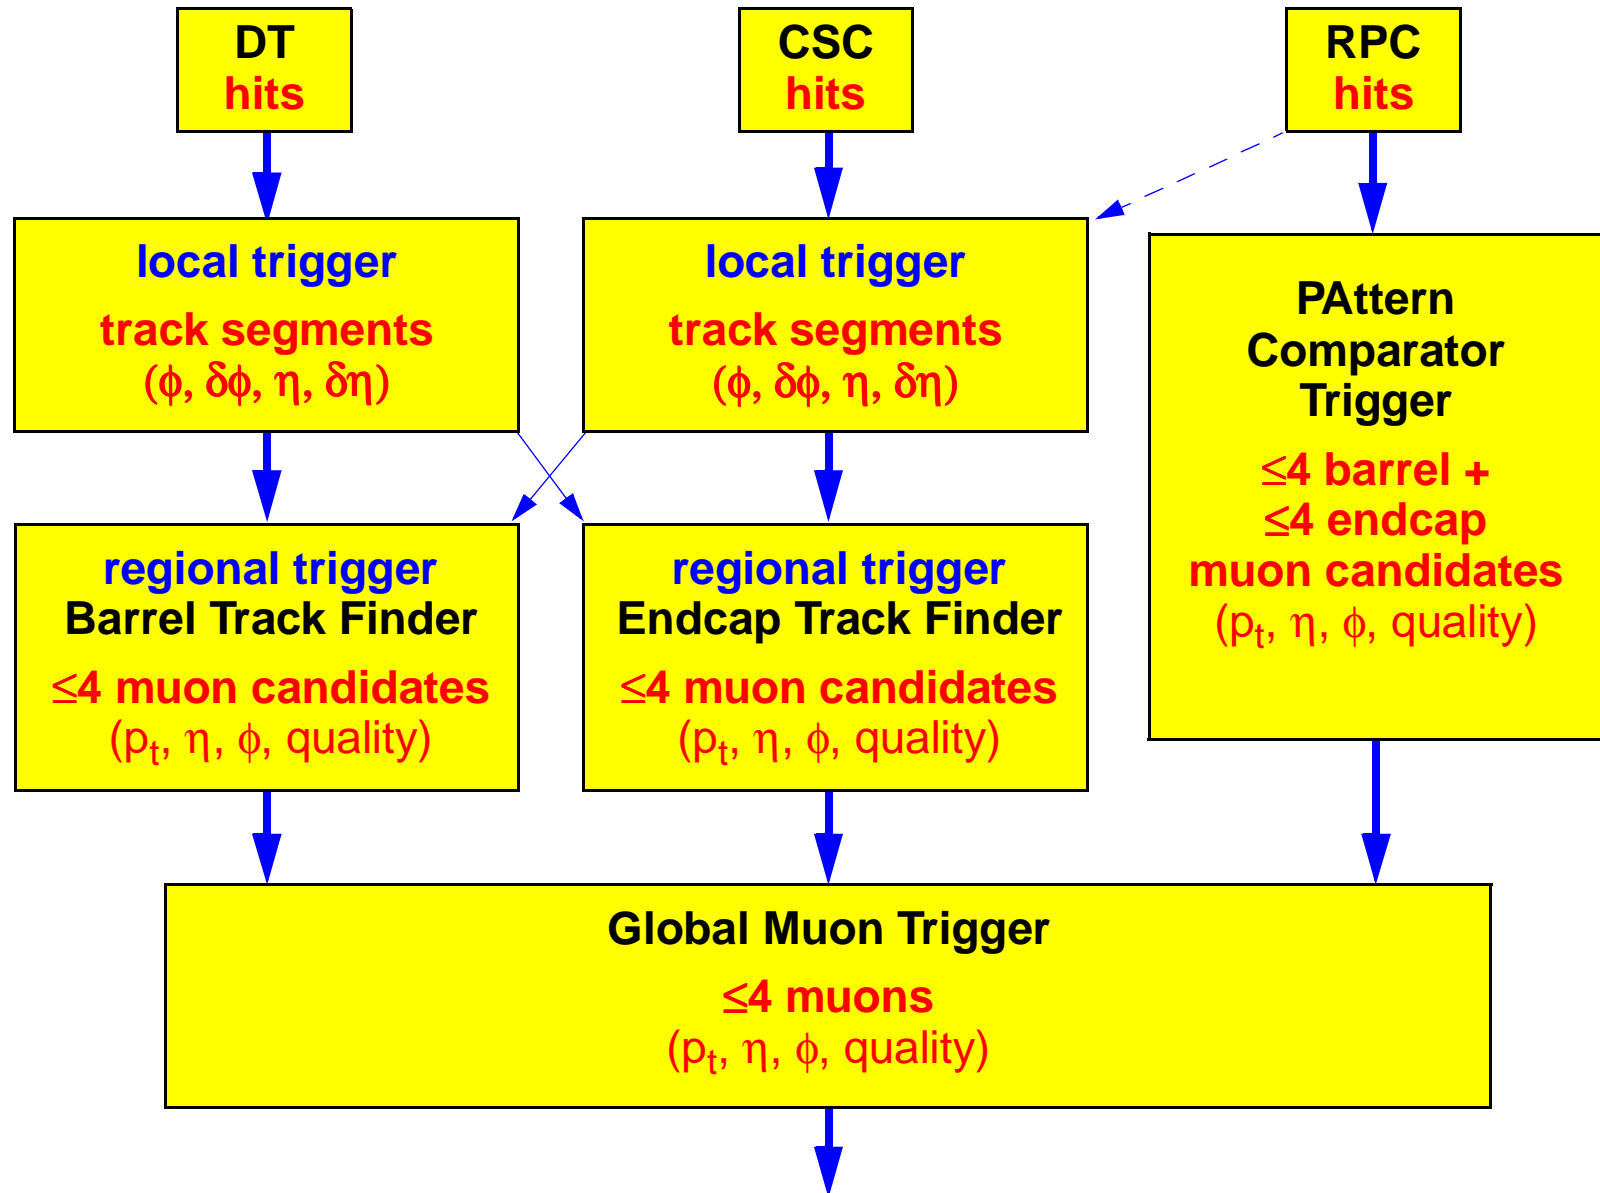 DT
hits
CSC
hits
RPC
hits
local trigger
track segments
(ϕ, δϕ, η, δη)
local trigger
track segments
(ϕ, δϕ, η, δη)
PAttern
Comparator
Trigger
≤4 barrel +
≤4 endcap
muon candidates
(pt, η, ϕ, quality)
regional trigger
Barrel Track Finder
≤4 muon candidates
(pt, η, ϕ, quality)
regional trigger
Endcap Track Finder
≤4 muon candidates
(pt, η, ϕ, quality)
Global Muon Trigger
≤4 muons
(pt, η, ϕ, quality)